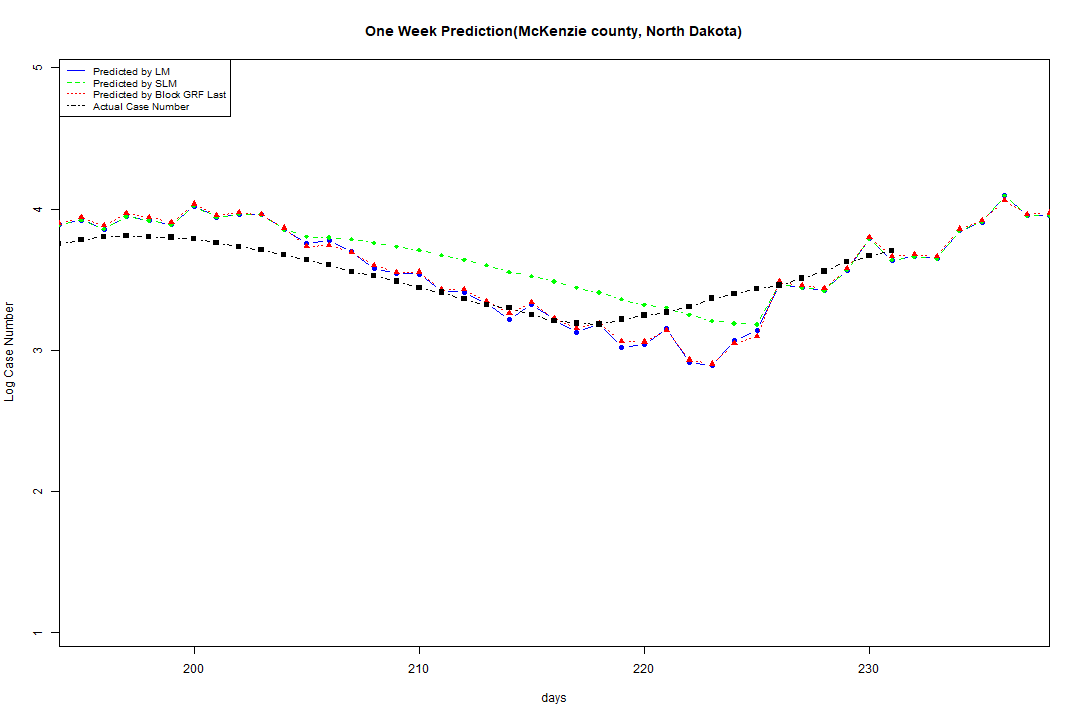 One Week Prediction(McKenzie county, North Dakota)
Predicted by LM
Predicted by SLM
Predicted by Block GRF Last
Actual Case Number
5
4
3
2
1
Log Case Number
200
210
220
230
days